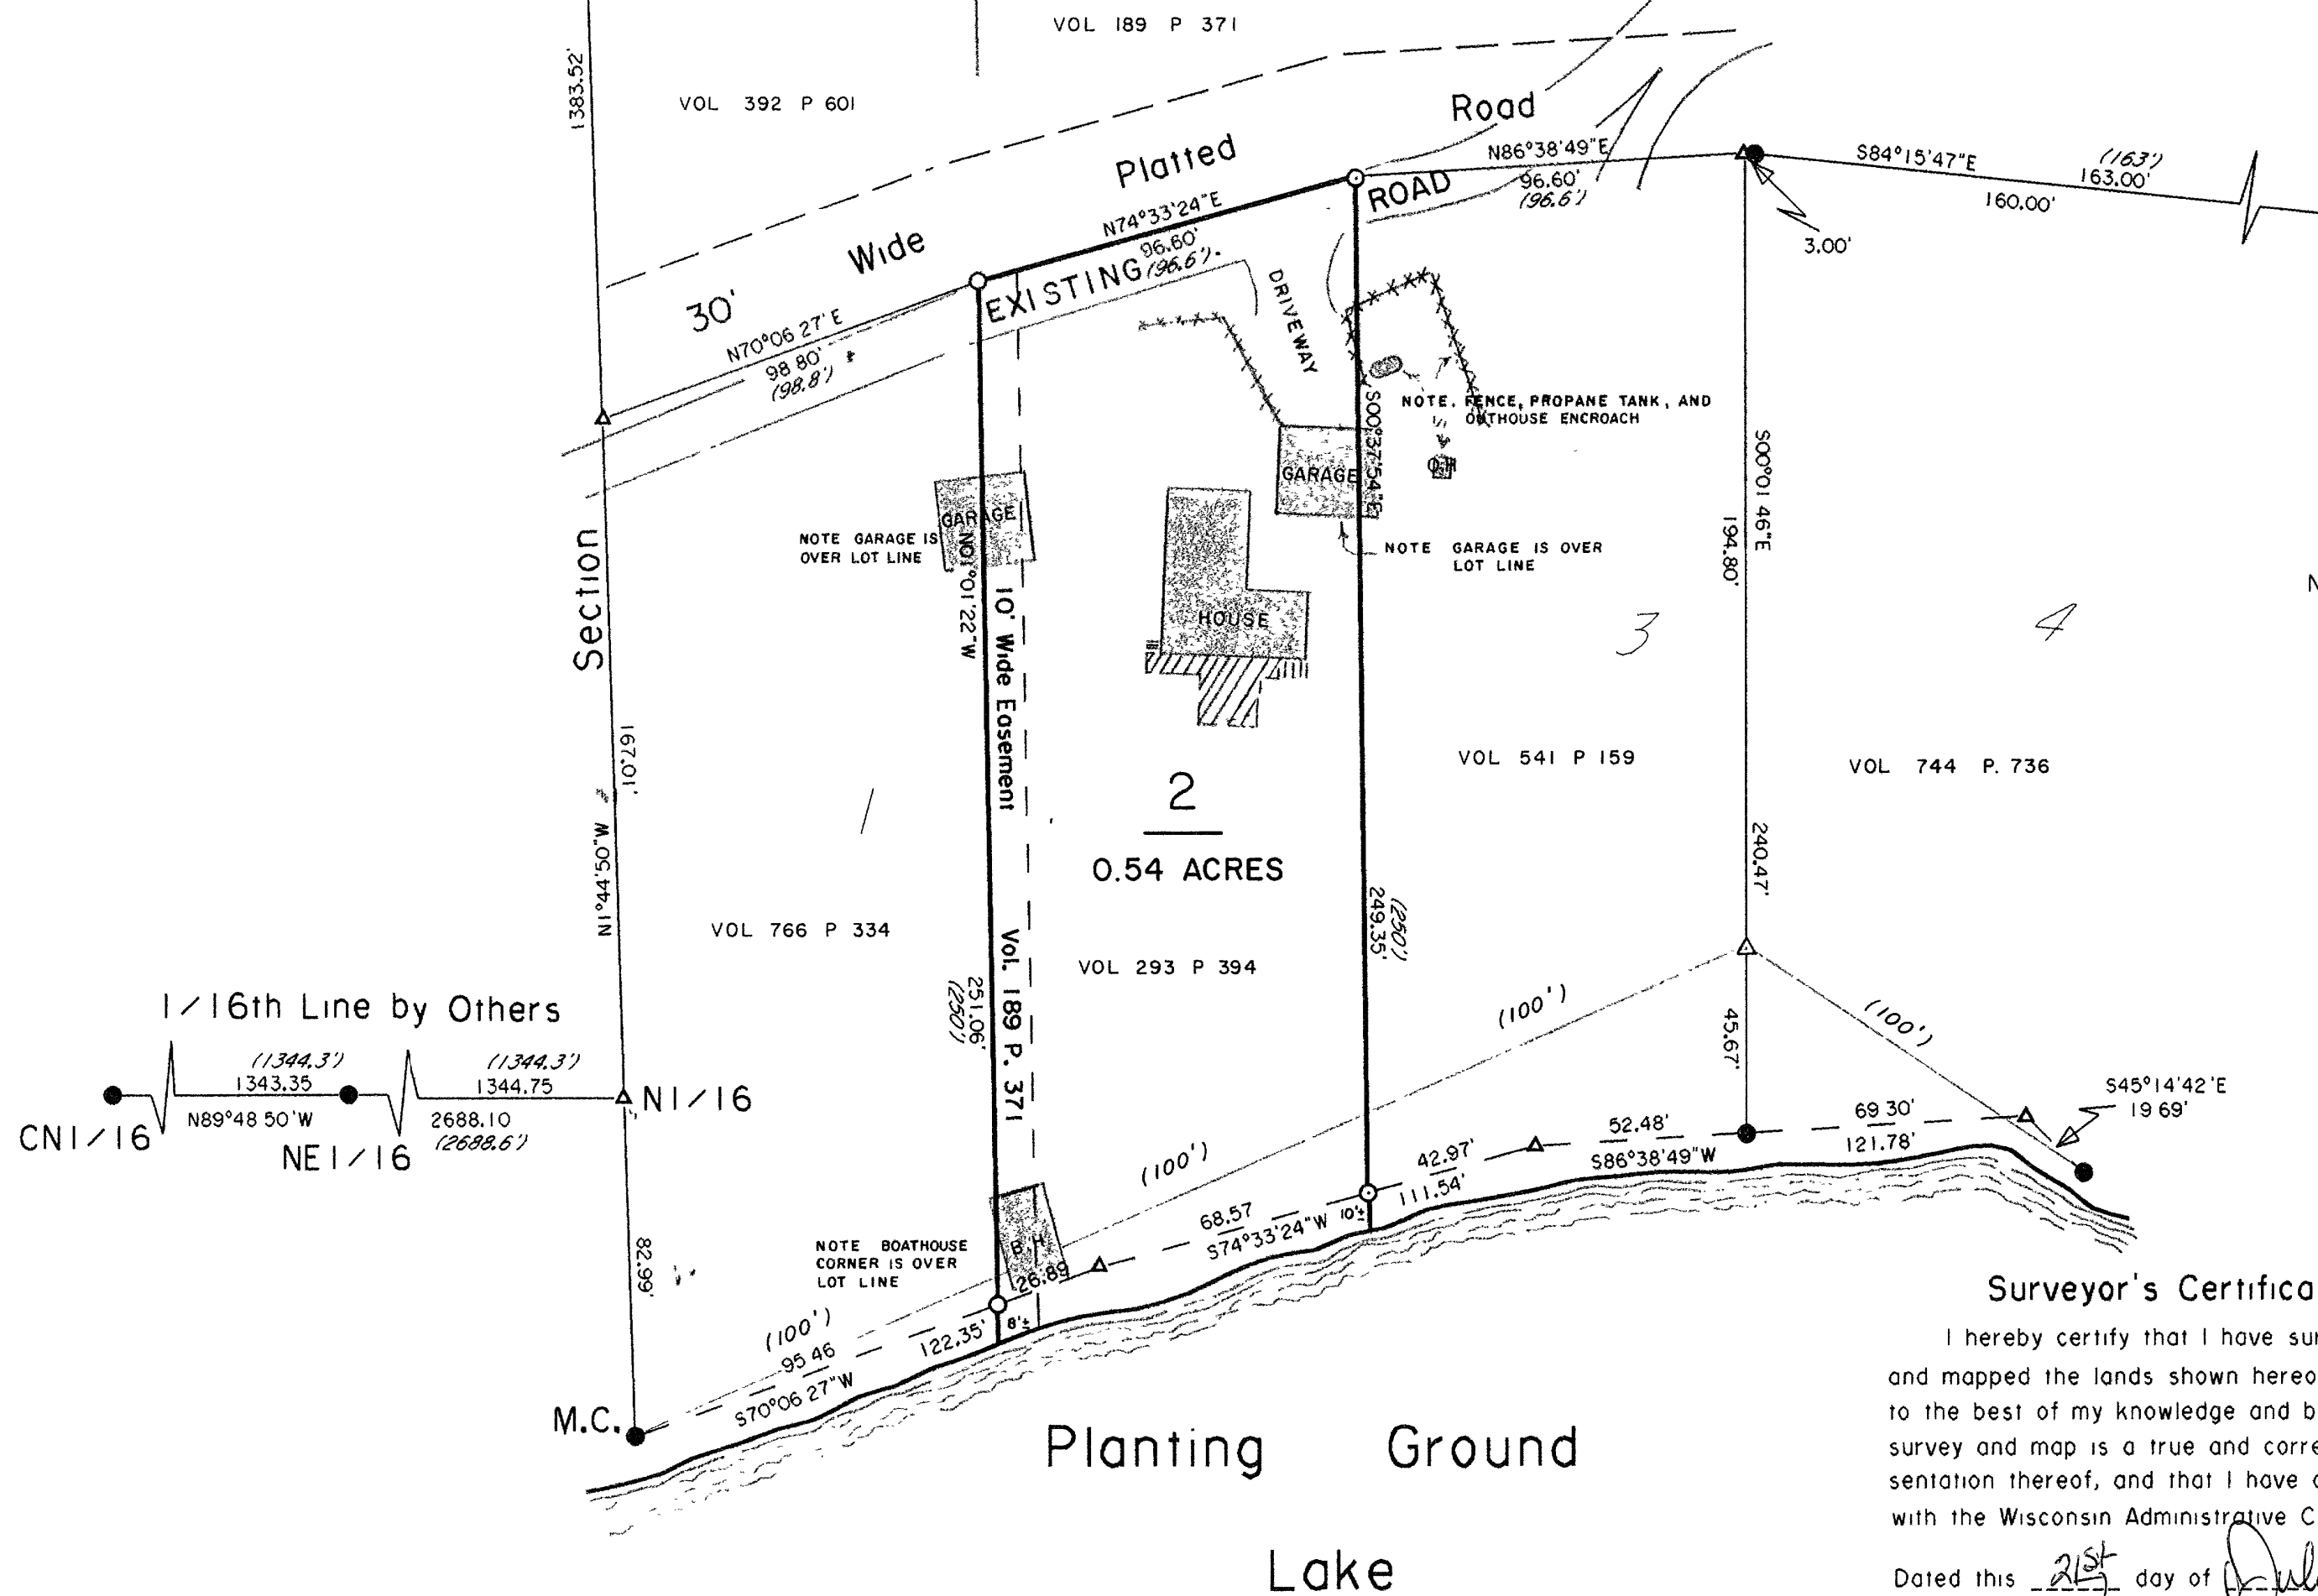 VOL 189 P 371
1383.52'
VOL 392 P 601
30' Wide Platted Road
N86°38'49"E
96.60'
(96.6')
S84°15'47"E
(163')
163.00'
160.00'
3.00'
N74°33'24"E
96.60'
(96.6')
EXISTING ROAD
N70°06 27'E
98 80'
(98.8')
DRIVEWAY
NOTE. FENCE, PROPANE TANK, AND
OUTHOUSE ENCROACH
S00°37'54"E
S00°01 46"E
GARAGE
O.H
GARAGE
NOTE GARAGE IS
OVER LOT LINE
NOTE GARAGE IS OVER
LOT LINE
194.80'
Section
N01°01'22"W
HOUSE
10' Wide Easement
3
4
167.01'
VOL 541 P 159
VOL 744 P. 736
1
2
0.54 ACRES
N1°44'50"W
240.47'
VOL 766 P 334
Vol. 189 P. 371
VOL 293 P 394
249.35'
(250')
251.06'
(250')
1/16th Line by Others
(1344.3')
1343.35
(1344.3')
1344.75
N1/16
N89°48 50'W
2688.10
(2688.6')
CN1/16
NE1/16
(100')
(100')
45.67'
S45°14'42'E
19 69'
(100')
52.48'
69 30'
42.97'
S86°38'49"W
121.78'
111.54'
68.57
S74°33'24"W
10'±
82.99'
NOTE BOATHOUSE
CORNER IS OVER
LOT LINE
B.H
26.89
(100')
95 46
122.35'
8'±
S70°06 27"W
M.C.
Planting Ground
Lake
Surveyor's Certifica
I hereby certify that I have sur
and mapped the lands shown hereo
to the best of my knowledge and b
survey and map is a true and corre
sentation thereof, and that I have c
with the Wisconsin Administrative C
Dated this 21st day of Jul